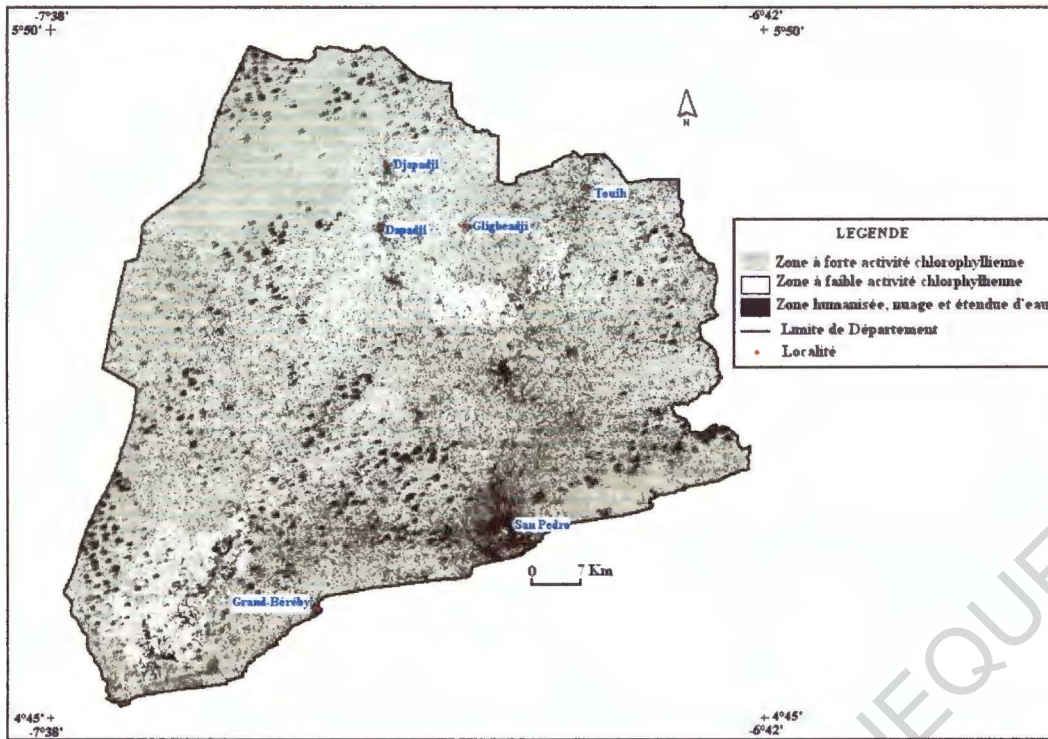 -7°38'
5°50'
-6°42'
5°50'
N
Djapadji
Touih
Dapadji
Gligbeadji
LEGENDE
Zone à forte activité chlorophyllienne
Zone à faible activité chlorphyllienne
Zone humanisée, nuage et étendue d'eau
Limite de Département
Localité
San Pedro
0 7 Km
Grand-Béréby
4°45'
-7°38'
4°45'
-6°42'